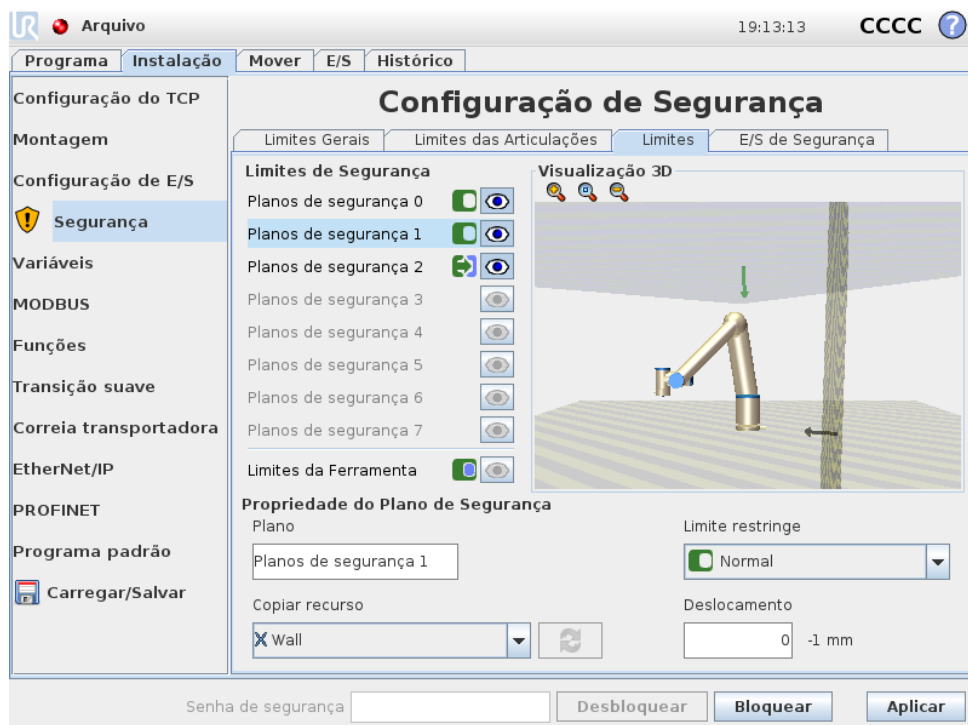 UR Arquivo 19:13:13 CCCC ?
Programa Instalação Mover E/S Histórico
Configuração do TCP
Montagem
Configuração de E/S
Segurança
Variáveis
MODBUS
Funções
Transição suave
Correia transportadora
EtherNet/IP
PROFINET
Programa padrão
Carregar/Salvar
Configuração de Segurança
Limites Gerais Limites das Articulações Limites E/S de Segurança
Limites de Segurança
Planos de segurança 0
Planos de segurança 1
Planos de segurança 2
Planos de segurança 3
Planos de segurança 4
Planos de segurança 5
Planos de segurança 6
Planos de segurança 7
Limites da Ferramenta
Visualização 3D
Propriedade do Plano de Segurança
Plano
Planos de segurança 1
Copiar recurso
Wall
Limite restringe
Normal
Deslocamento
0 -1 mm
Senha de segurança Desbloquear Bloquear Aplicar